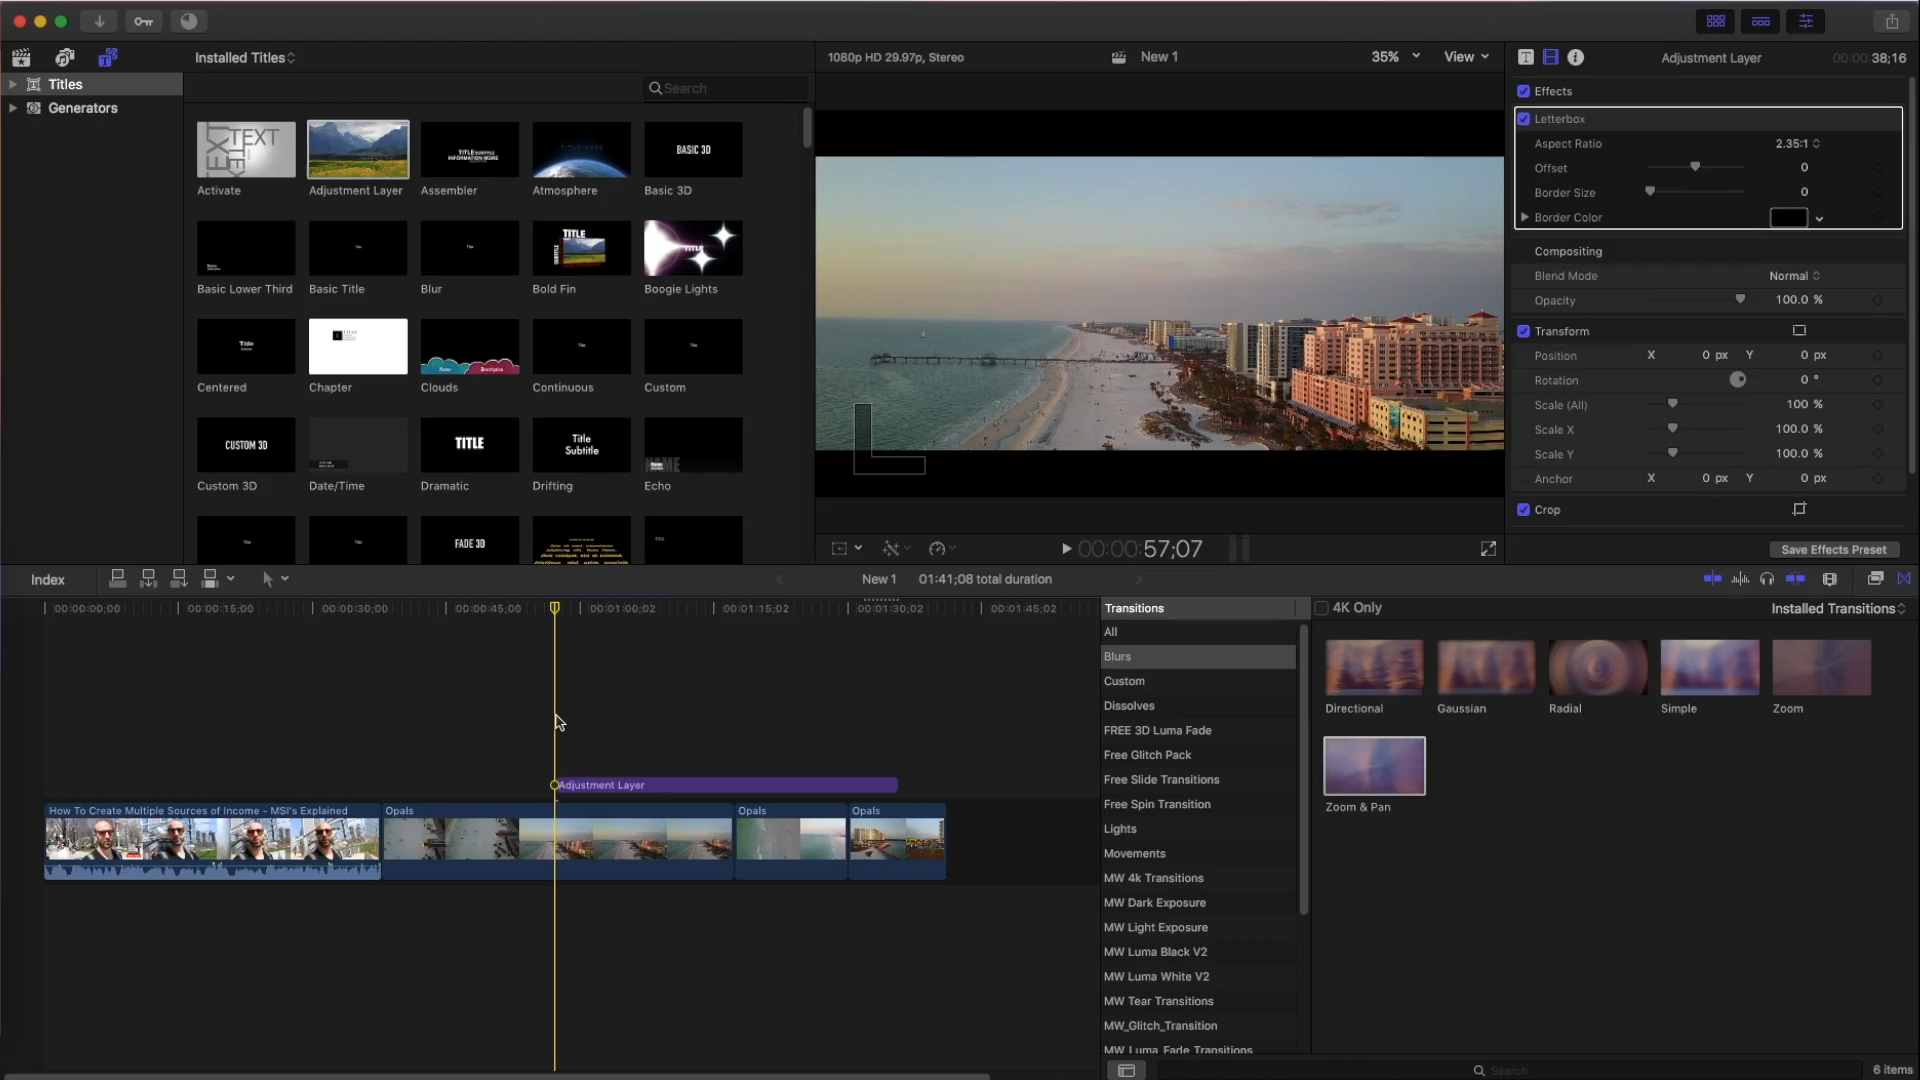 Installed Titles
1080p HD 29.97p, Stereo
New 1
35%
View
Adjustment Layer
00:00:38;16
Titles
Generators
Search
Activate
Adjustment Layer
Assembler
Atmosphere
Basic 3D
BASIC 3D
Basic Lower Third
Basic Title
Blur
Bold Fin
Boogie Lights
Centered
Chapter
Clouds
Continuous
Custom
CUSTOM 3D
TITLE
Title
Subtitle
Custom 3D
Date/Time
Dramatic
Drifting
Echo
FADE 3D
Effects
Letterbox
Aspect Ratio 2.35:1
Offset 0
Border Size 0
Border Color
Compositing
Blend Mode Normal
Opacity 100.0 %
Transform
Position X 0 px Y 0 px
Rotation 0 °
Scale (All) 100 %
Scale X 100.0 %
Scale Y 100.0 %
Anchor X 0 px Y 0 px
Crop
Save Effects Preset
00:00:57;07
Index
New 1 01:41;08 total duration
00:00:00;00 00:00:15;00 00:00:30;00 00:00:45;00 00:01:00;02 00:01:15;02 00:01:30;02 00:01:45;02
Adjustment Layer
How To Create Multiple Sources of Income - MSI's Explained
Opals
Opals
Opals
Transitions
All
Blurs
Custom
Dissolves
FREE 3D Luma Fade
Free Glitch Pack
Free Slide Transitions
Free Spin Transition
Lights
Movements
MW 4k Transitions
MW Dark Exposure
MW Light Exposure
MW Luma Black V2
MW Luma White V2
MW Tear Transitions
MW_Glitch_Transition
MW_Luma_Fade_Transitions
4K Only
Installed Transitions
Directional
Gaussian
Radial
Simple
Zoom
Zoom & Pan
Search
6 items